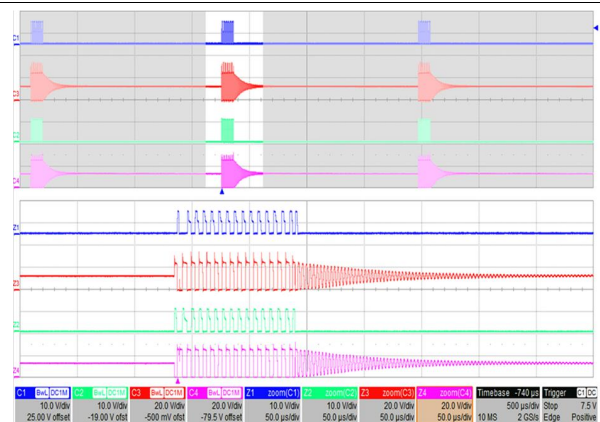 C1
C3
C2
C4
Z1
Z3
Z2
Z4
C1 BwL DC1M C2 BwL DC1M C3 BwL DC1M C4 BwL DC1M Z1 zoom(C1) Z2 zoom(C2) Z3 zoom(C3) Z4 zoom(C4) Timebase -740 µs Trigger C1 DC
10.0 V/div 10.0 V/div 20.0 V/div 20.0 V/div 10.0 V/div 10.0 V/div 20.0 V/div 20.0 V/div 500 µs/div Stop 7.5 V
25.00 V offset -19.00 V ofst -500 mV ofst -79.5 V offset 50.0 µs/div 50.0 µs/div 50.0 µs/div 50.0 µs/div 10 MS 2 GS/s Edge Positive